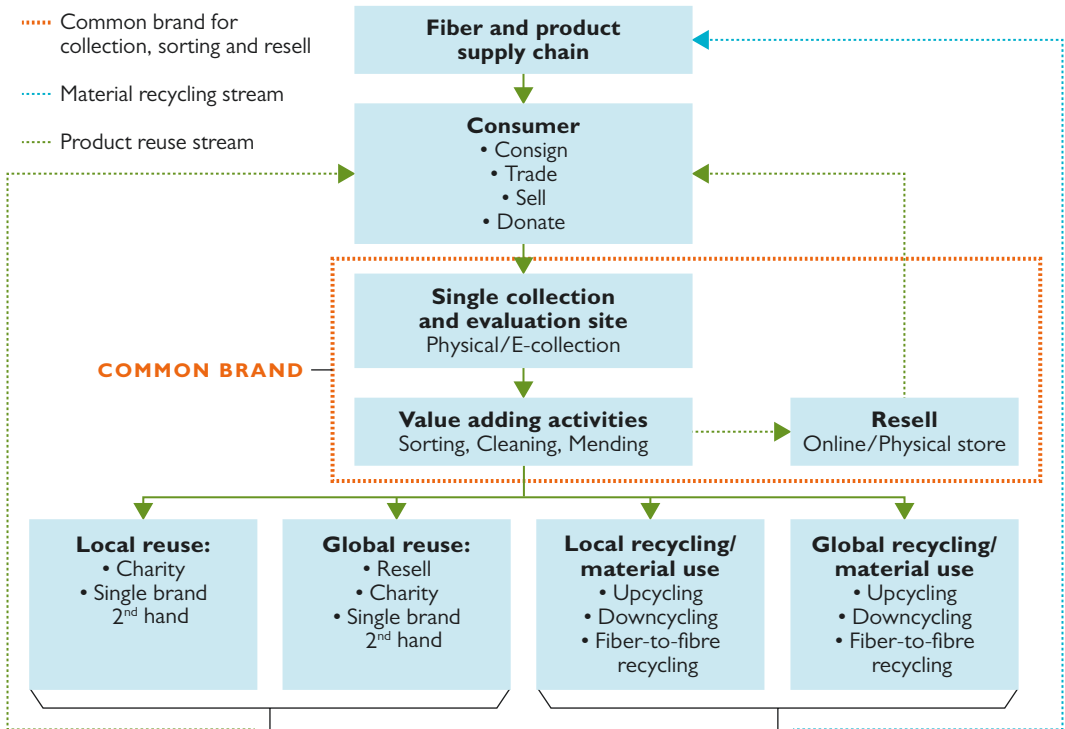 Common brand for
collection, sorting and resell
Material recycling stream
Product reuse stream
Fiber and product
supply chain
Consumer
• Consign
• Trade
• Sell
• Donate
Single collection
and evaluation site
Physical/E-collection
COMMON BRAND
Value adding activities
Sorting, Cleaning, Mending
Resell
Online/Physical store
Local reuse:
• Charity
• Single brand
2nd hand
Global reuse:
• Resell
• Charity
• Single brand
2nd hand
Local recycling/
material use
• Upcycling
• Downcycling
• Fiber-to-fibre
recycling
Global recycling/
material use
• Upcycling
• Downcycling
• Fiber-to-fibre
recycling